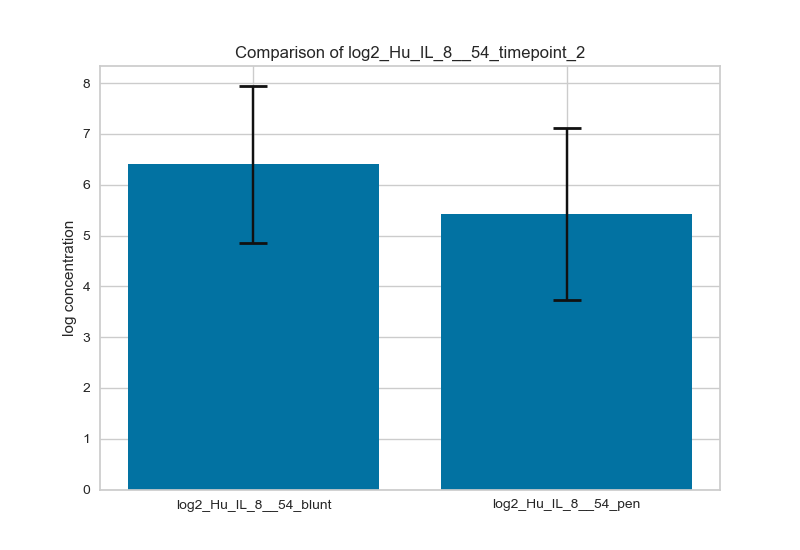 Comparison of log2_Hu_IL_8__54_timepoint_2
8
7
6
5
4
3
2
1
0
log concentration
log2_Hu_IL_8__54_blunt
log2_Hu_IL_8__54_pen